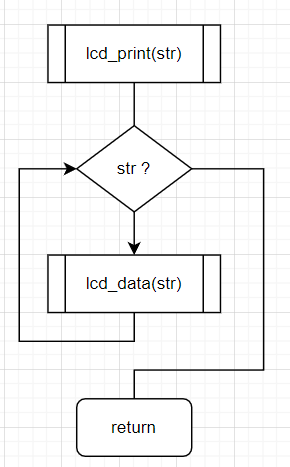 lcd_print(str)
str ?
lcd_data(str)
return